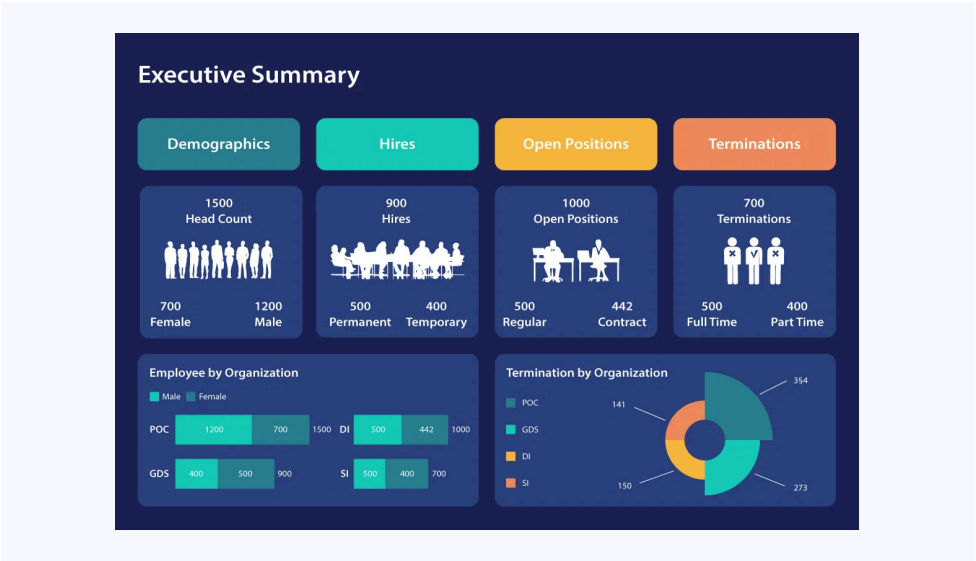 Executive Summary
Demographics
Hires
Open Positions
Terminations
1500
Head Count
700
Female
1200
Male
900
Hires
500
Permanent
400
Temporary
1000
Open Positions
500
Regular
442
Contract
700
Terminations
500
Full Time
400
Part Time
Employee by Organization
Male Female
POC 1200 700 1500
DI 500 442 1000
GDS 400 500 900
SI 500 400 700
Termination by Organization
POC
GDS
DI
SI
141
150
273